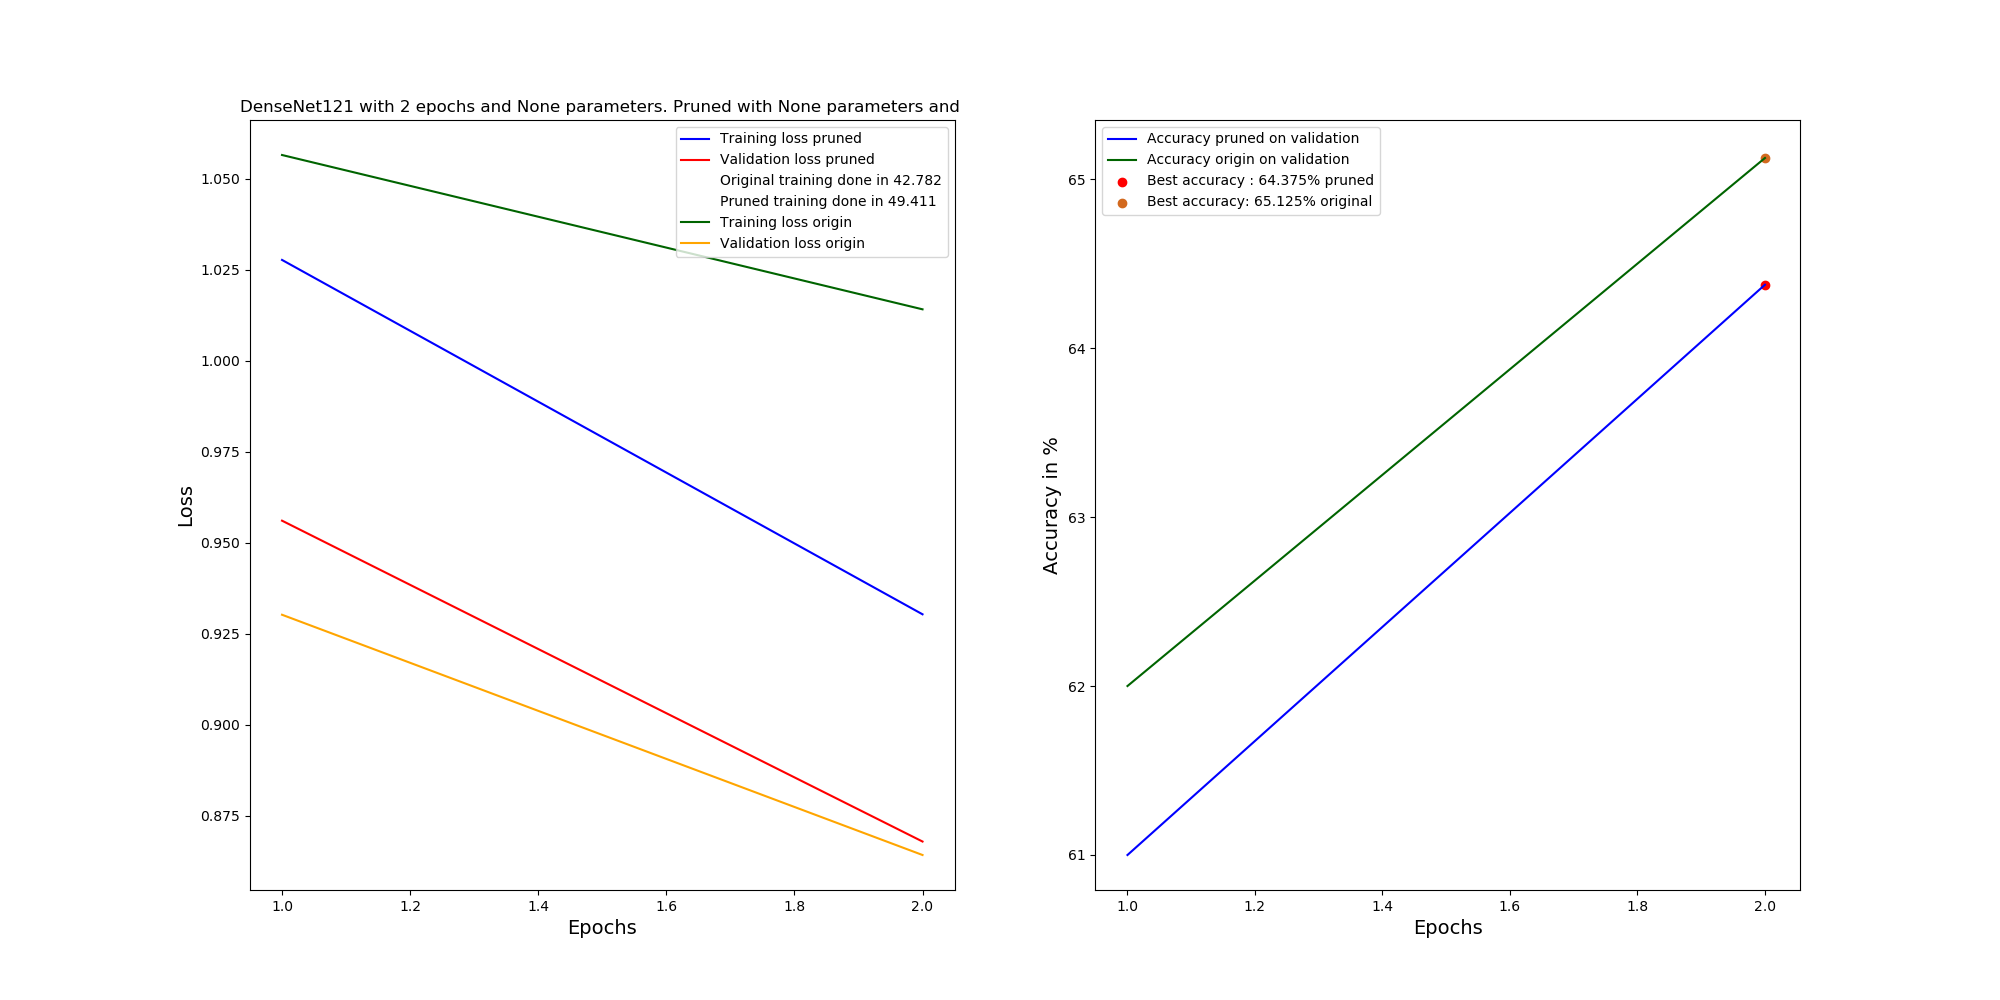 DenseNet121 with 2 epochs and None parameters. Pruned with None parameters and
Training loss pruned
Validation loss pruned
Original training done in 42.782
Pruned training done in 49.411
Training loss origin
Validation loss origin
1.050
1.025
1.000
0.975
0.950
0.925
0.900
0.875
Loss
1.0 1.2 1.4 1.6 1.8 2.0
Epochs
Accuracy pruned on validation
Accuracy origin on validation
Best accuracy : 64.375% pruned
Best accuracy: 65.125% original
65
64
63
62
61
Accuracy in %
1.0 1.2 1.4 1.6 1.8 2.0
Epochs